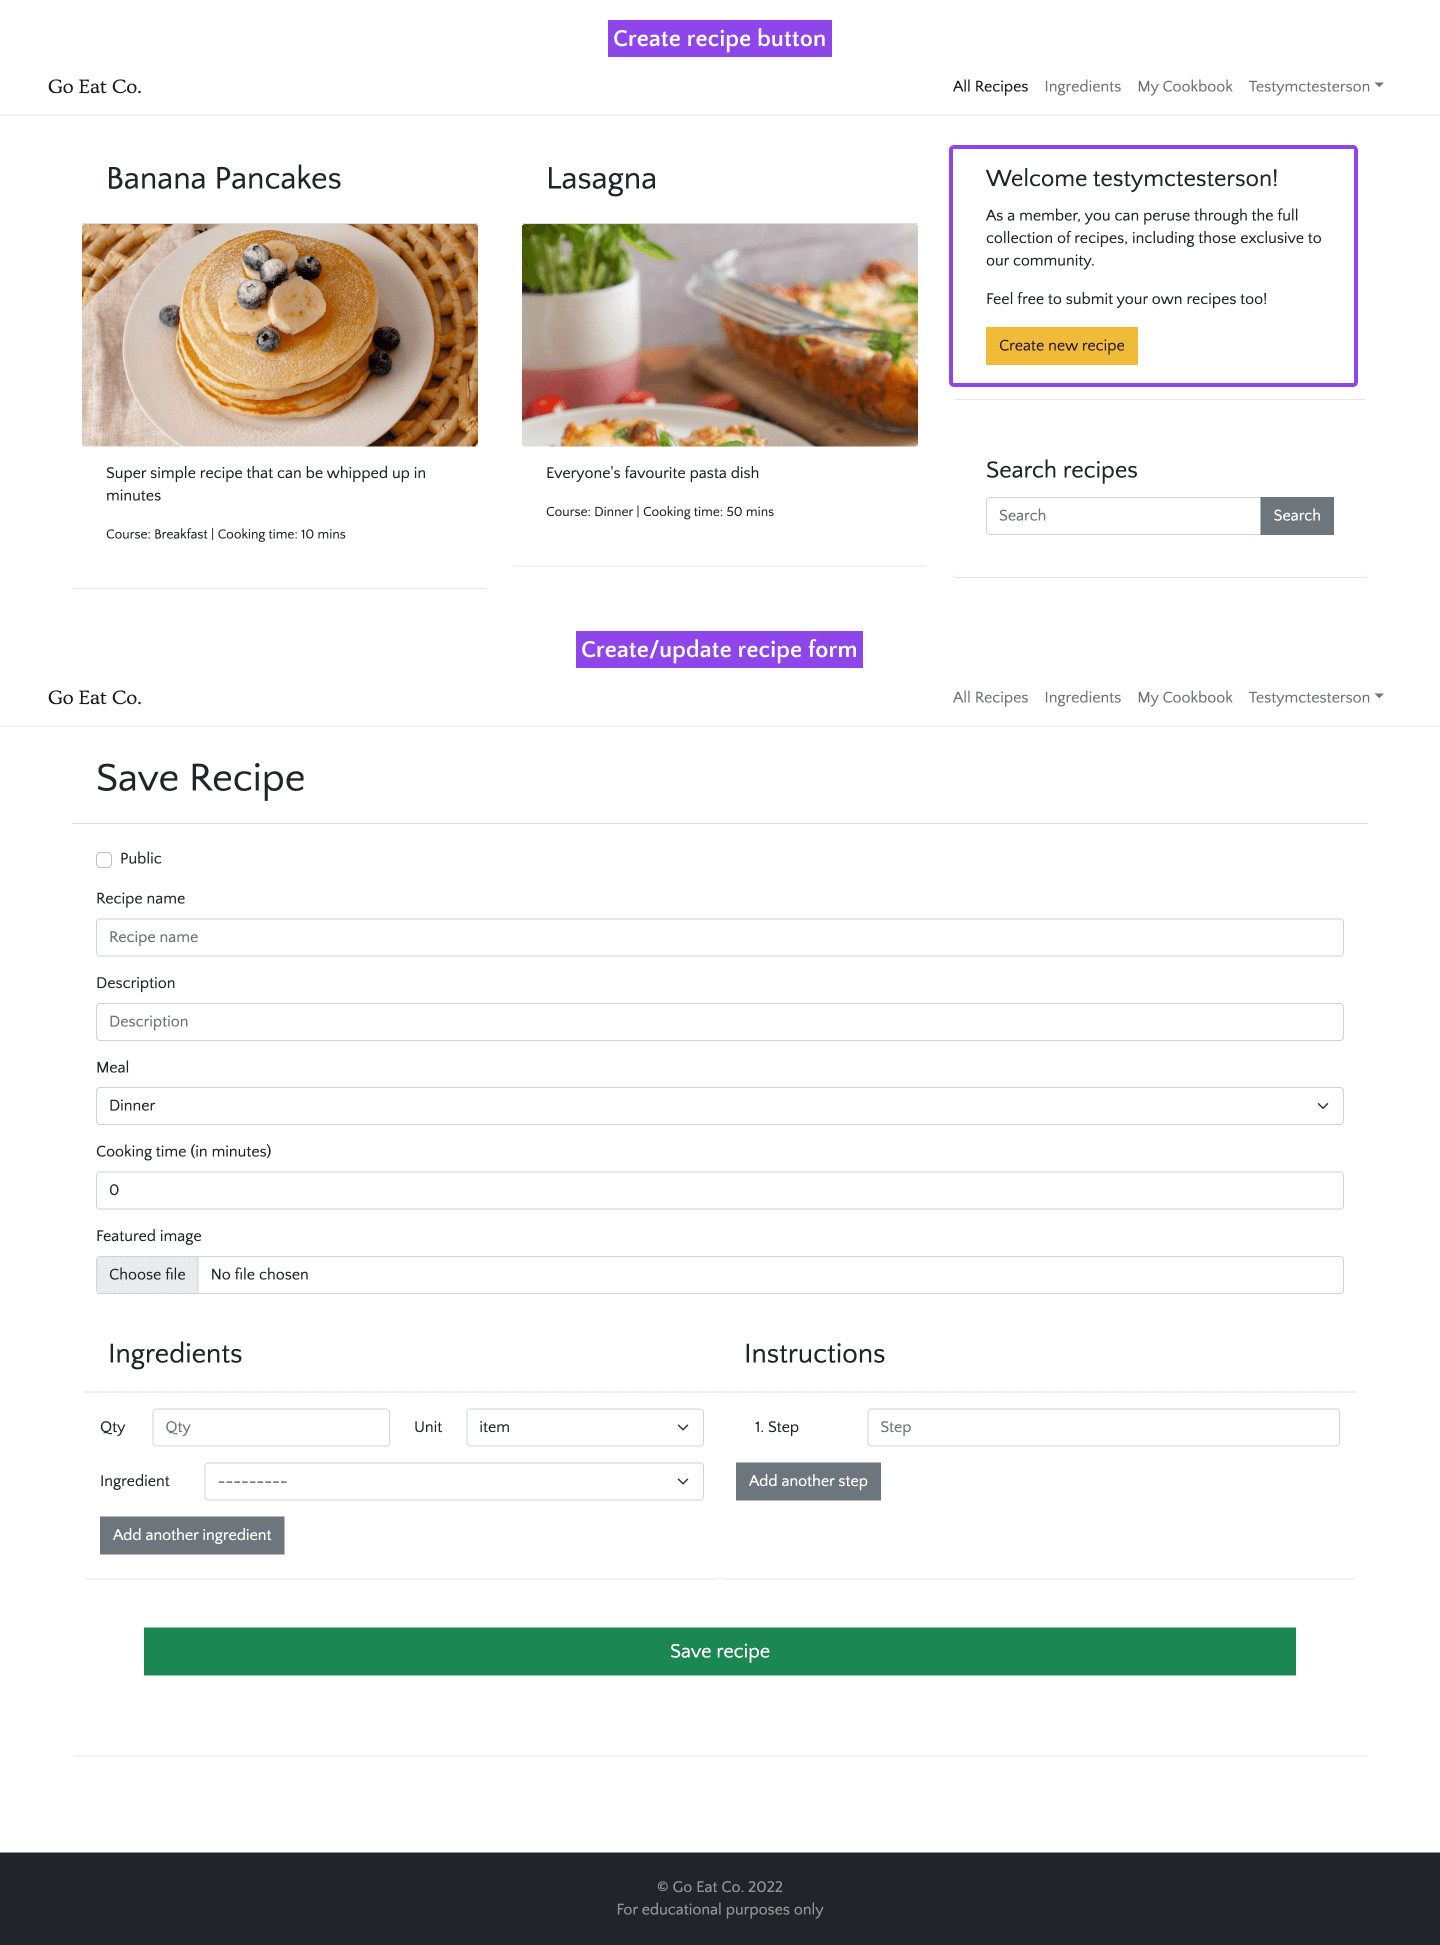 Create recipe button
Go Eat Co.
All Recipes
Ingredients
My Cookbook
Testymctesterson
Banana Pancakes
Super simple recipe that can be whipped up in
minutes
Course: Breakfast | Cooking time: 10 mins
Lasagna
Everyone's favourite pasta dish
Course: Dinner | Cooking time: 50 mins
Welcome testymctesterson!
As a member, you can peruse through the full
collection of recipes, including those exclusive to
our community.
Feel free to submit your own recipes too!
Create new recipe
Search recipes
Search
Search
Create/update recipe form
Go Eat Co.
All Recipes
Ingredients
My Cookbook
Testymctesterson
Save Recipe
Public
Recipe name
Recipe name
Description
Description
Meal
Dinner
Cooking time (in minutes)
0
Featured image
Choose file
No file chosen
Ingredients
Qty
Qty
Unit
item
Ingredient
---------
Add another ingredient
Instructions
1. Step
Step
Add another step
Save recipe
© Go Eat Co. 2022
For educational purposes only